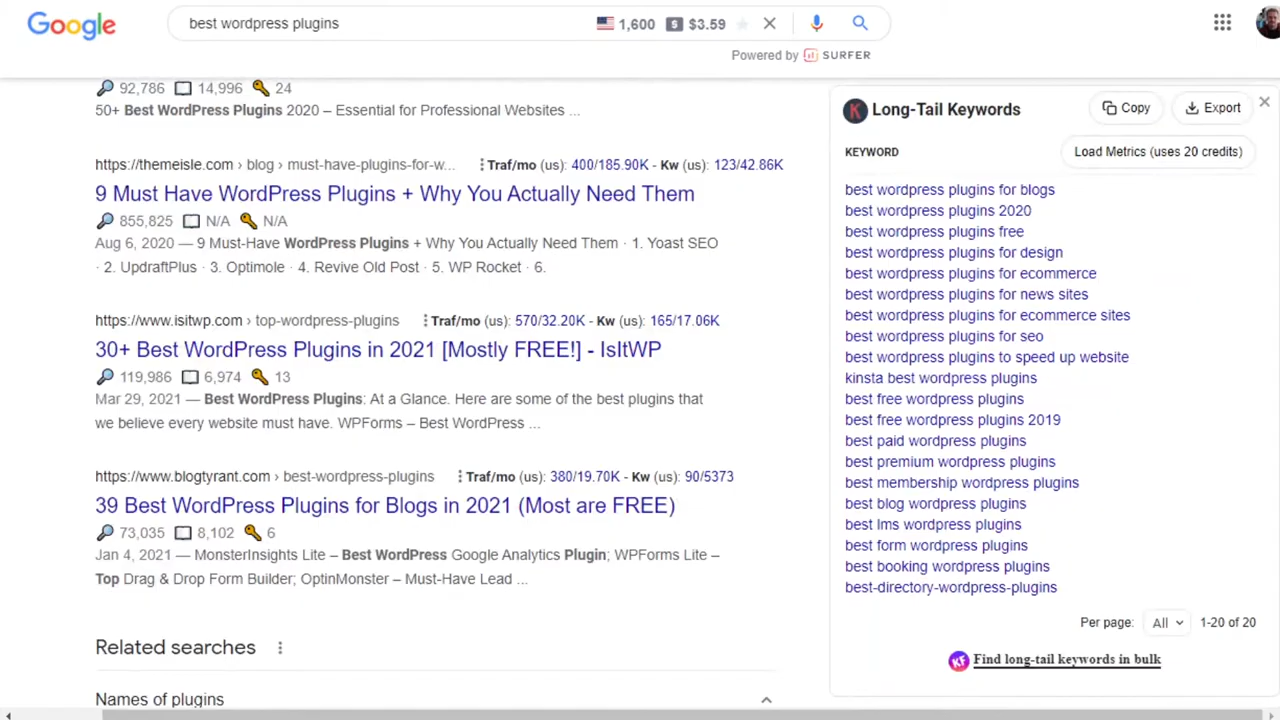 Google
best wordpress plugins
1,600
$ $3.59
Powered by SURFER
92,786 14,996 24
50+ Best WordPress Plugins 2020 – Essential for Professional Websites ...
https://themeisle.com › blog › must-have-plugins-for-w... Traf/mo (us): 400/185.90K - Kw (us): 123/42.86K
9 Must Have WordPress Plugins + Why You Actually Need Them
855,825 N/A N/A
Aug 6, 2020 — 9 Must-Have WordPress Plugins + Why You Actually Need Them · 1. Yoast SEO
· 2. UpdraftPlus · 3. Optimole · 4. Revive Old Post · 5. WP Rocket · 6.
https://www.isitwp.com › top-wordpress-plugins Traf/mo (us): 570/32.20K - Kw (us): 165/17.06K
30+ Best WordPress Plugins in 2021 [Mostly FREE!] - IsItWP
119,986 6,974 13
Mar 29, 2021 — Best WordPress Plugins: At a Glance. Here are some of the best plugins that
we believe every website must have. WPForms – Best WordPress ...
https://www.blogtyrant.com › best-wordpress-plugins Traf/mo (us): 380/19.70K - Kw (us): 90/5373
39 Best WordPress Plugins for Blogs in 2021 (Most are FREE)
73,035 8,102 6
Jan 4, 2021 — MonsterInsights Lite – Best WordPress Google Analytics Plugin; WPForms Lite –
Top Drag & Drop Form Builder; OptinMonster – Must-Have Lead ...
Related searches
Names of plugins
K Long-Tail Keywords
Copy
Export
KEYWORD
Load Metrics (uses 20 credits)
best wordpress plugins for blogs
best wordpress plugins 2020
best wordpress plugins free
best wordpress plugins for design
best wordpress plugins for ecommerce
best wordpress plugins for news sites
best wordpress plugins for ecommerce sites
best wordpress plugins for seo
best wordpress plugins to speed up website
kinsta best wordpress plugins
best free wordpress plugins
best free wordpress plugins 2019
best paid wordpress plugins
best premium wordpress plugins
best membership wordpress plugins
best blog wordpress plugins
best lms wordpress plugins
best form wordpress plugins
best booking wordpress plugins
best-directory-wordpress-plugins
Per page: All 1-20 of 20
KF Find long-tail keywords in bulk